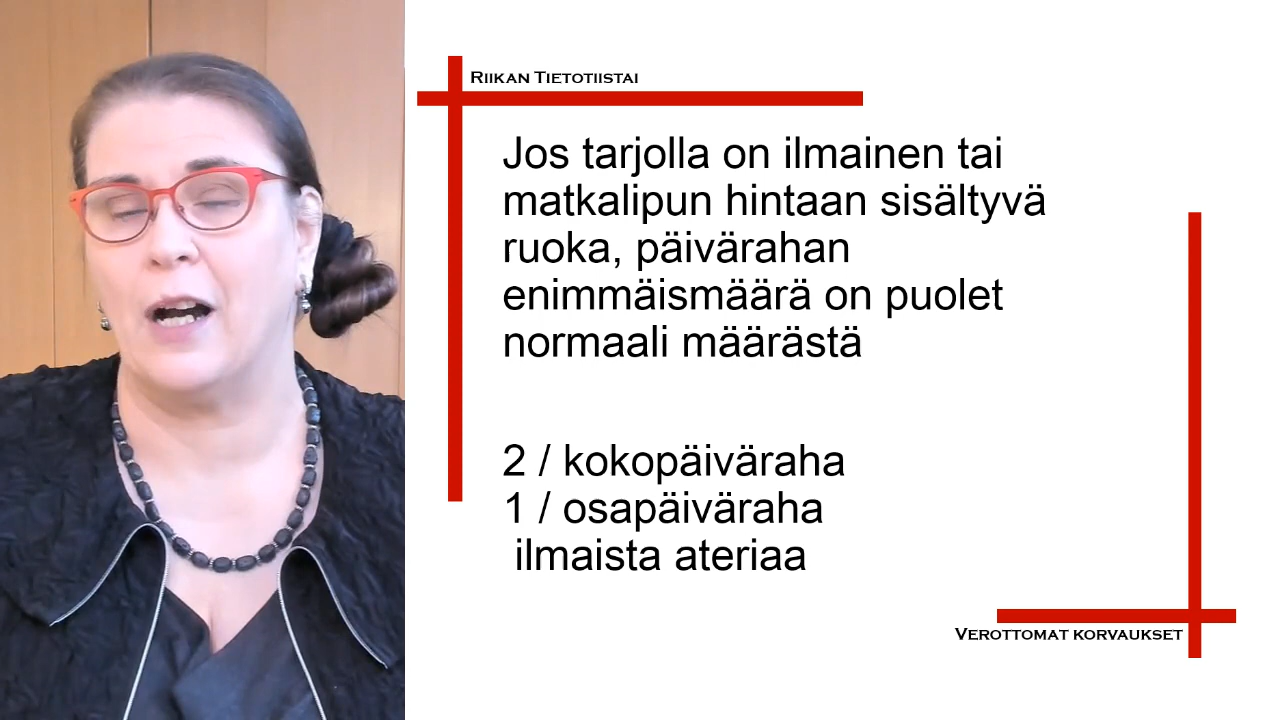 Riikan Tietotiistai
Jos tarjolla on ilmainen tai
matkalipun hintaan sisältyvä
ruoka, päivärahan
enimmäismäärä on puolet
normaali määrästä
2 / kokopäiväraha
1 / osapäiväraha
ilmaista ateriaa
Verottomat korvaukset